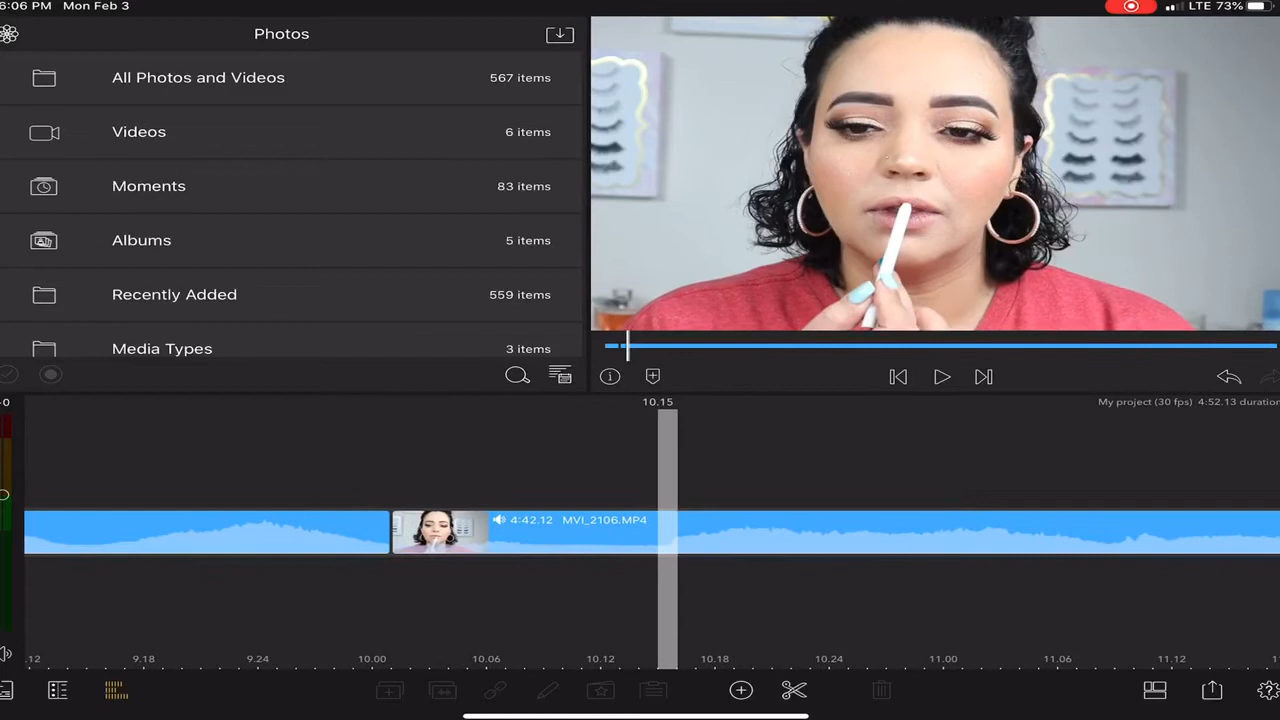 6:06 PM Mon Feb 3
LTE 73%
Photos
All Photos and Videos 567 items
Videos 6 items
Moments 83 items
Albums 5 items
Recently Added 559 items
Media Types 3 items
-0
10.15
My project (30 fps) 4:52.13 duration
4:42.12 MVI_2106.MP4
.12 9.18 9.24 10.00 10.06 10.12 10.18 10.24 11.00 11.06 11.12